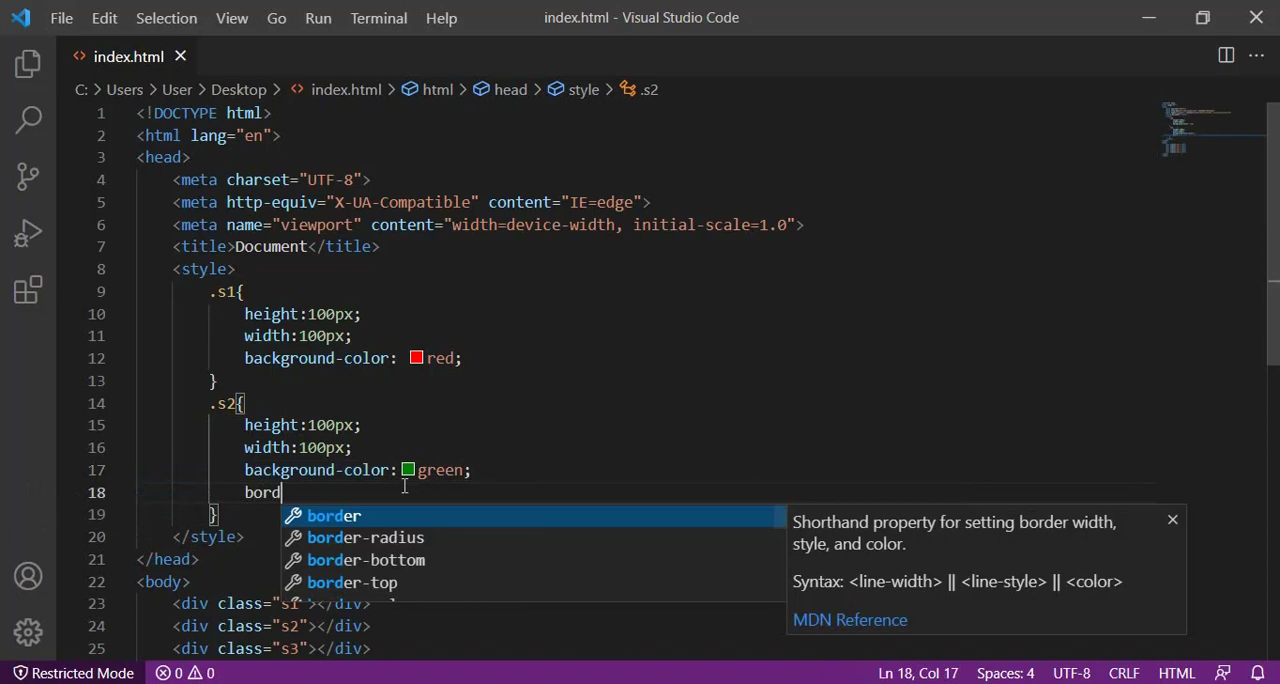 File Edit Selection View Go Run Terminal Help index.html - Visual Studio Code
index.html
C: > Users > User > Desktop > index.html > html > head > style > .s2
1 <!DOCTYPE html>
2 <html lang="en">
3 <head>
4 <meta charset="UTF-8">
5 <meta http-equiv="X-UA-Compatible" content="IE=edge">
6 <meta name="viewport" content="width=device-width, initial-scale=1.0">
7 <title>Document</title>
8 <style>
9 .s1{
10 height:100px;
11 width:100px;
12 background-color: red;
13 }
14 .s2{
15 height:100px;
16 width:100px;
17 background-color:green;
18 bord
19 }
20 </style>
21 </head>
22 <body>
23 <div class="s1"></div>
24 <div class="s2"></div>
25 <div class="s3"></div>
border
border-radius
border-bottom
border-top
Shorthand property for setting border width,
style, and color.
Syntax: <line-width> || <line-style> || <color>
MDN Reference
Restricted Mode 0 0 Ln 18, Col 17 Spaces: 4 UTF-8 CRLF HTML